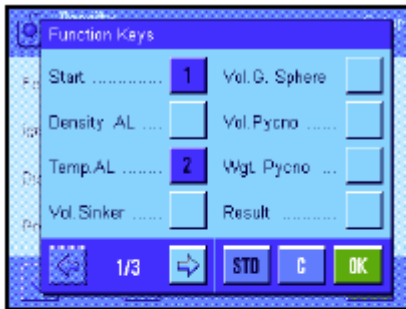 Function Keys
Start .............. 1 Vol.G. Sphere
Density AL .... Vol.Pycno ......
Temp.AL ........ 2 Wgt. Pycno ...
Vol.Sinker ...... Result ...........
1/3 STD C OK